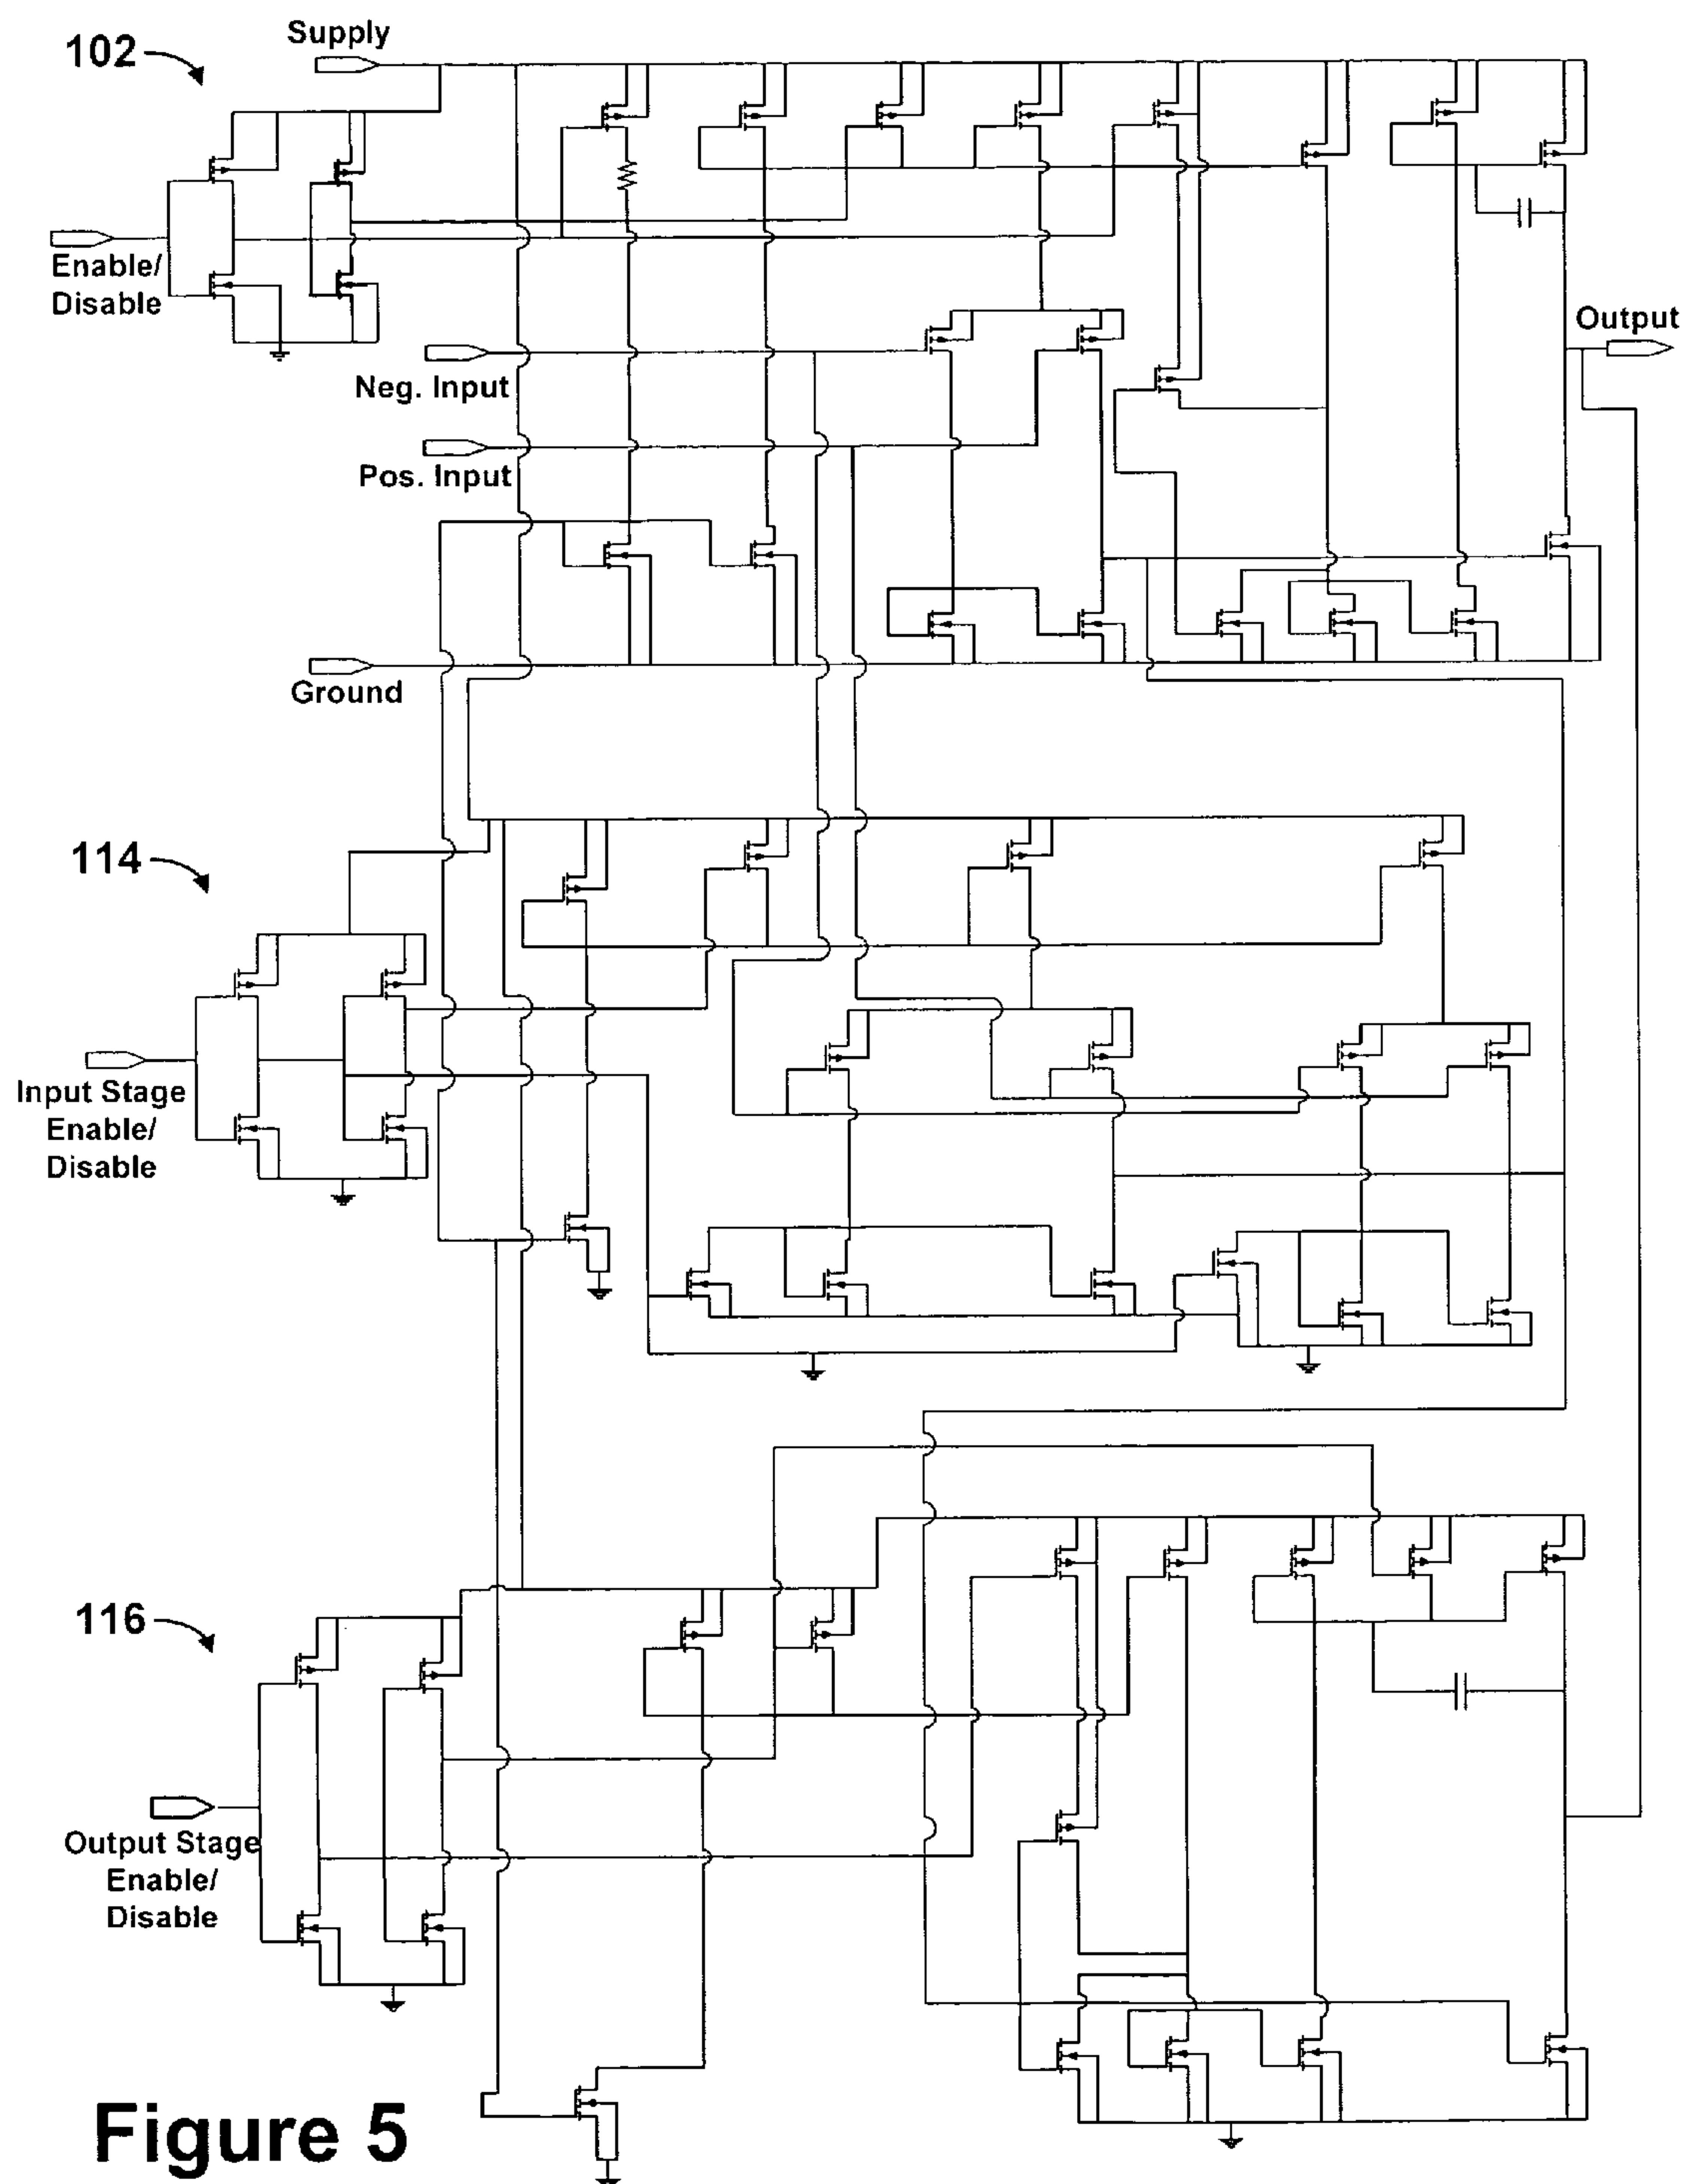 102
Supply
Enable/
Disable
Output
Neg. Input
Pos. Input
Ground
114
Input Stage
Enable/
Disable
116
Output Stage
Enable/
Disable
Figure 5